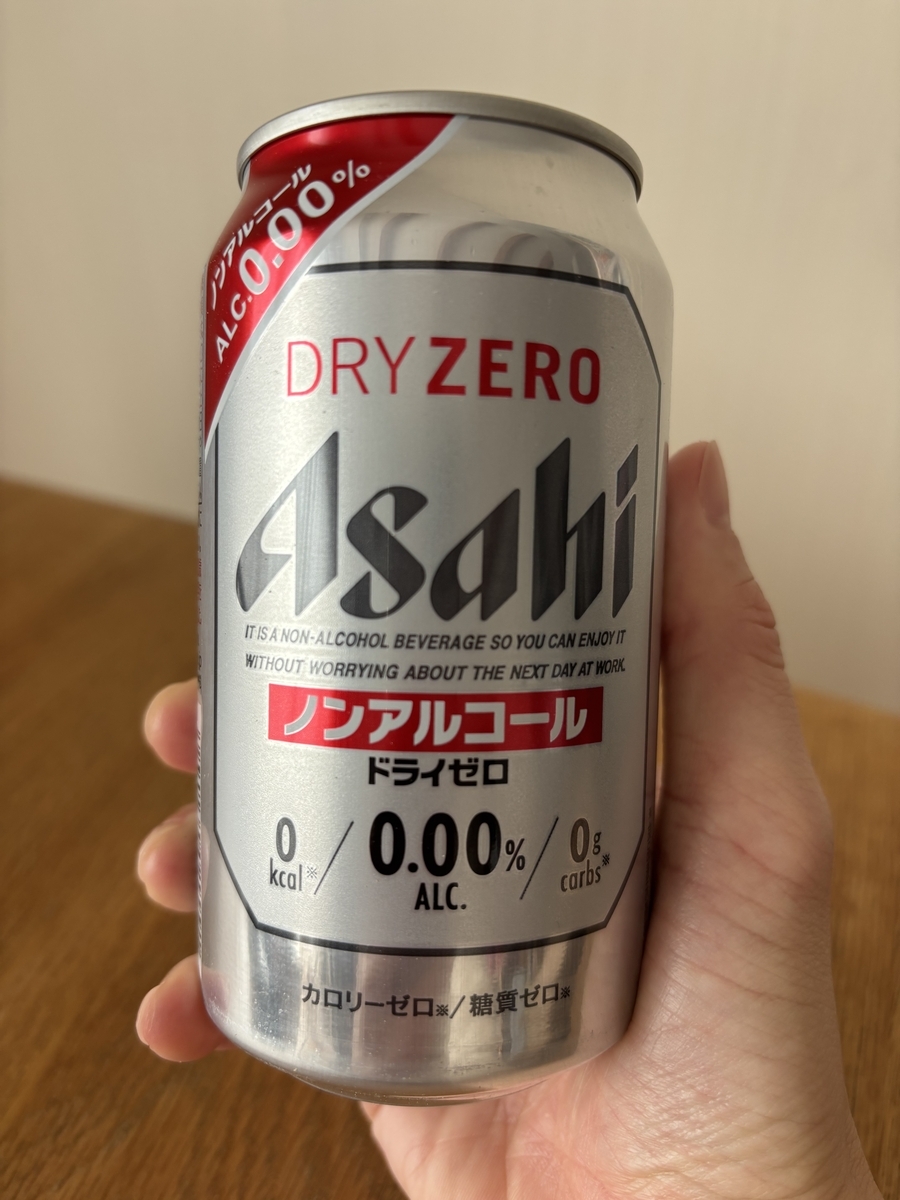 ノンアルコール
ALC.0.00%
DRY ZERO
Asahi
IT IS A NON-ALCOHOL BEVERAGE SO YOU CAN ENJOY IT
WITHOUT WORRYING ABOUT THE NEXT DAY AT WORK.
ノンアルコール
ドライゼロ
0 kcal※ / 0.00% ALC. / 0g carbs※
カロリーゼロ※/糖質ゼロ※